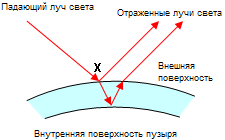 Падающий луч света
Отраженные лучи света
X
Внешняя
поверхность
Внутренняя поверхность пузыря